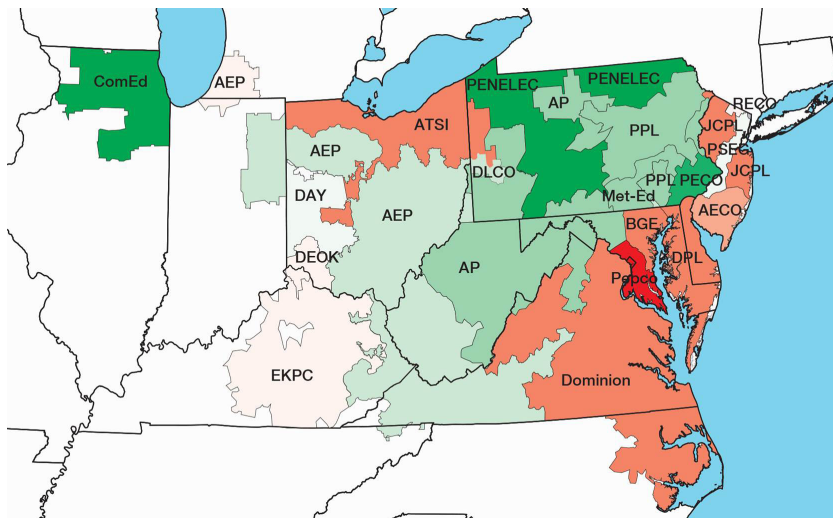 ComEd
AEP
PENELEC
PENELEC
AP
RECO
ATSI
JCPL
PPL
AEP
PSEG
DLCO
JCPL
PPL
PECO
DAY
Met-Ed
AEP
AECO
BGE
DEOK
DPL
AP
Pepco
EKPC
Dominion